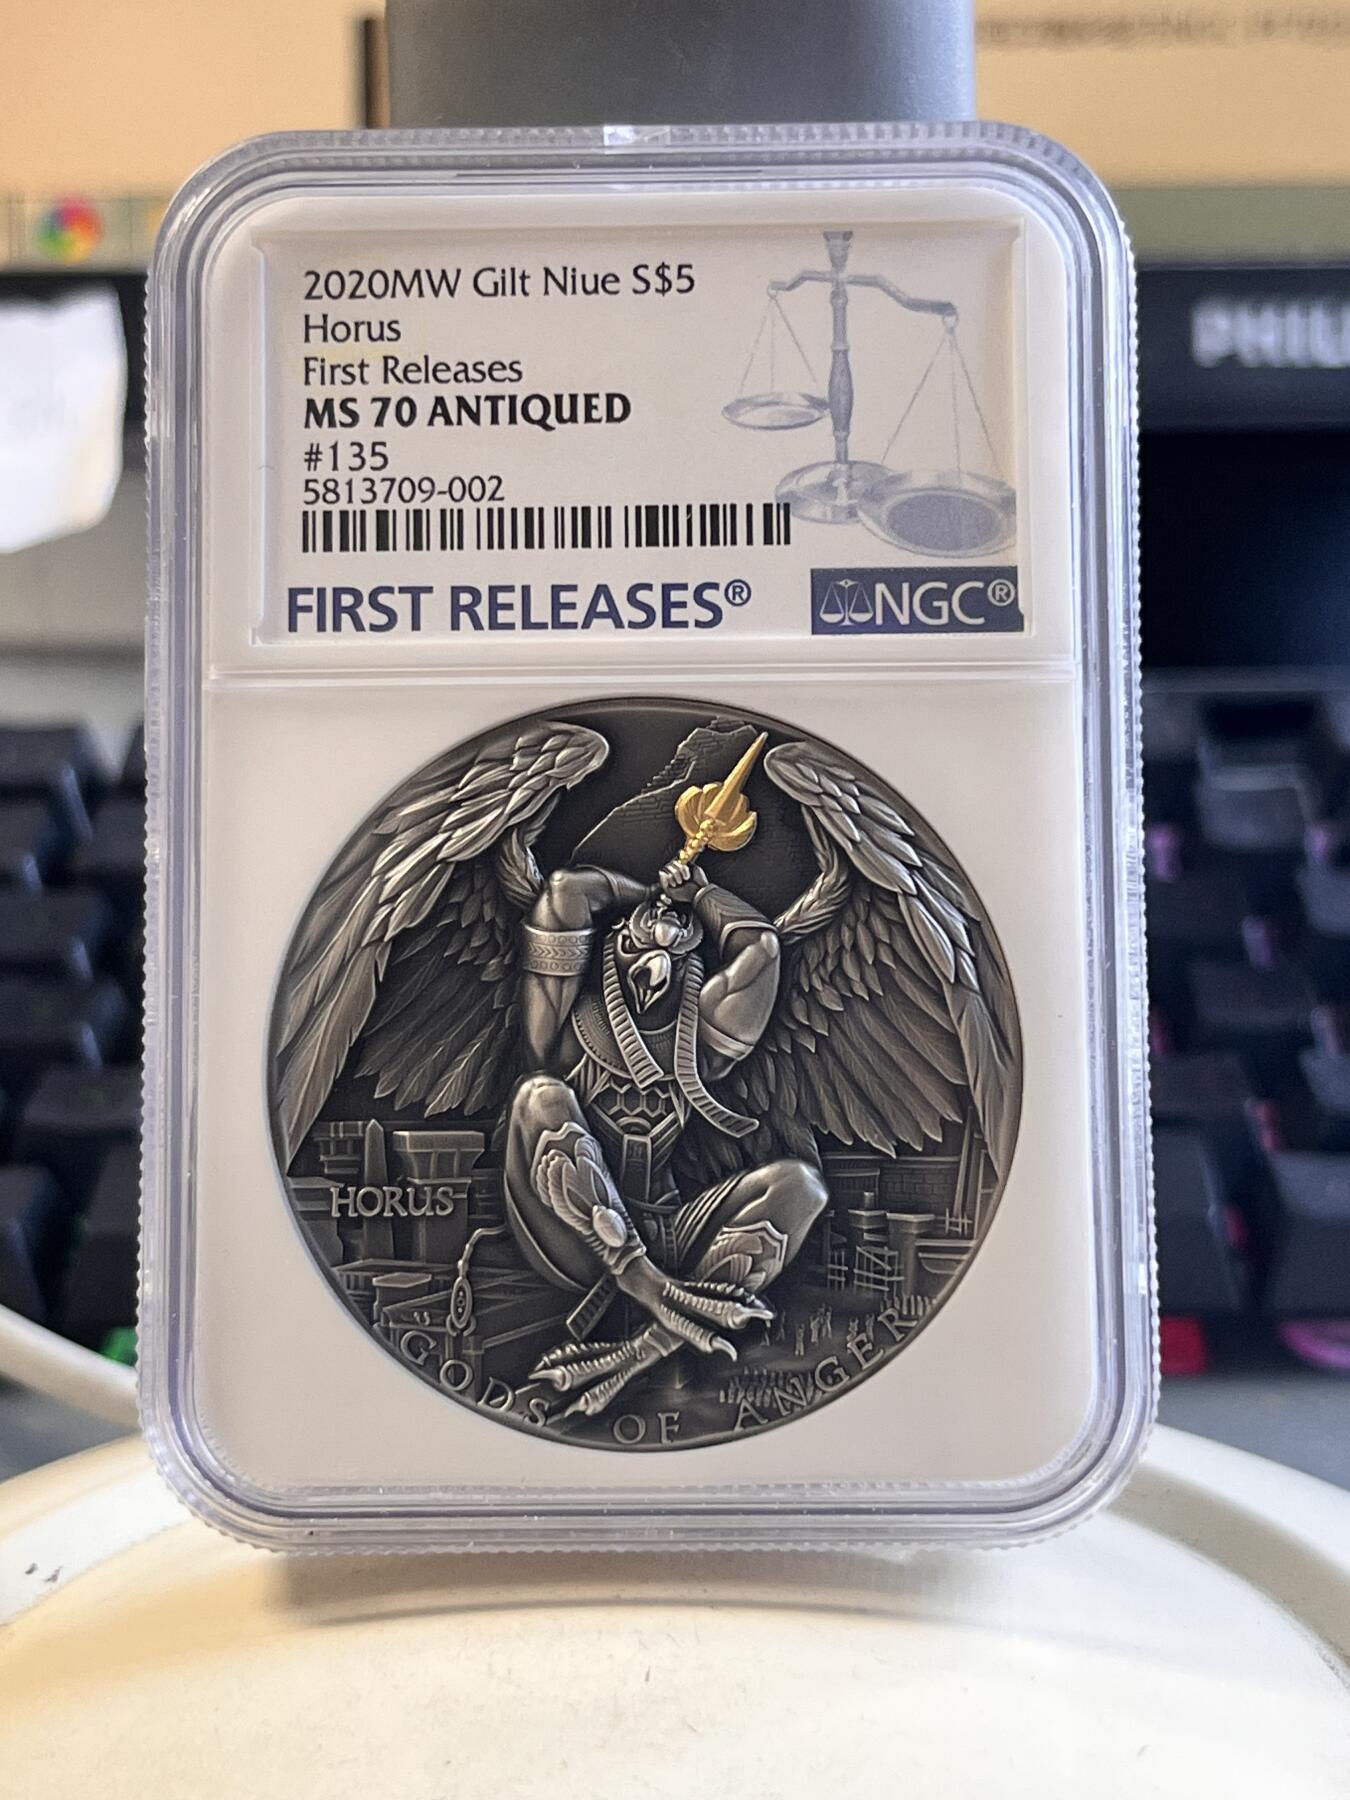 2020MW Gilt Niue S$5
Horus
First Releases
MS 70 ANTIQUED
#135
5813709-002
FIRST RELEASES®
NGC®
HORUS
GODS OF ANGER